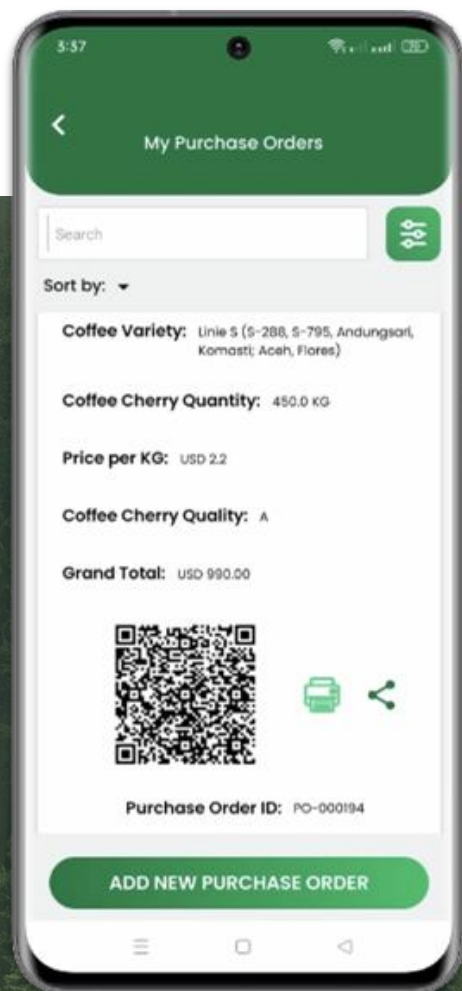 3:37
My Purchase Orders
Search
Sort by:
Coffee Variety: Linie S (S-288, S-795, Andungsari,
Komasti; Aceh, Flores)
Coffee Cherry Quantity: 450.0 KG
Price per KG: USD 2.2
Coffee Cherry Quality: A
Grand Total: USD 990.00
Purchase Order ID: PO-000194
ADD NEW PURCHASE ORDER